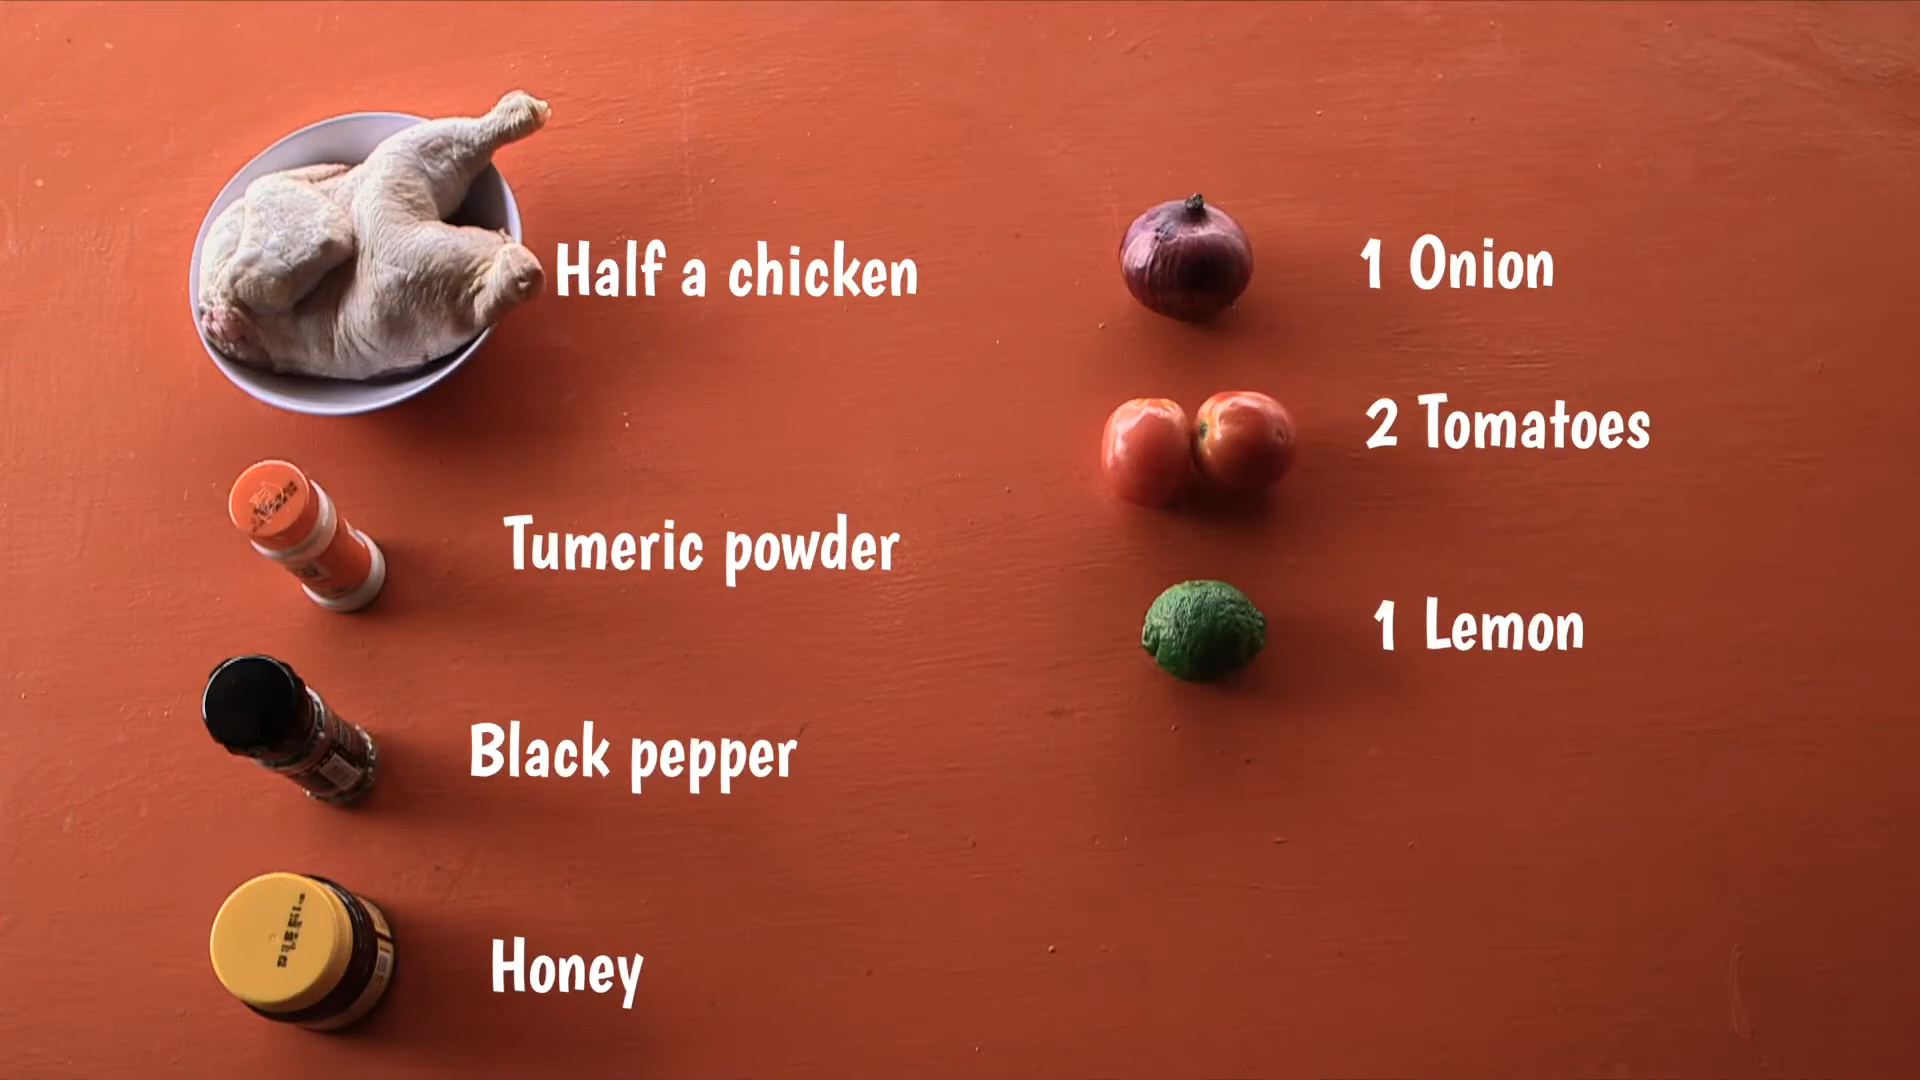 Half a chicken
Tumeric powder
Black pepper
Honey
1 Onion
2 Tomatoes
1 Lemon